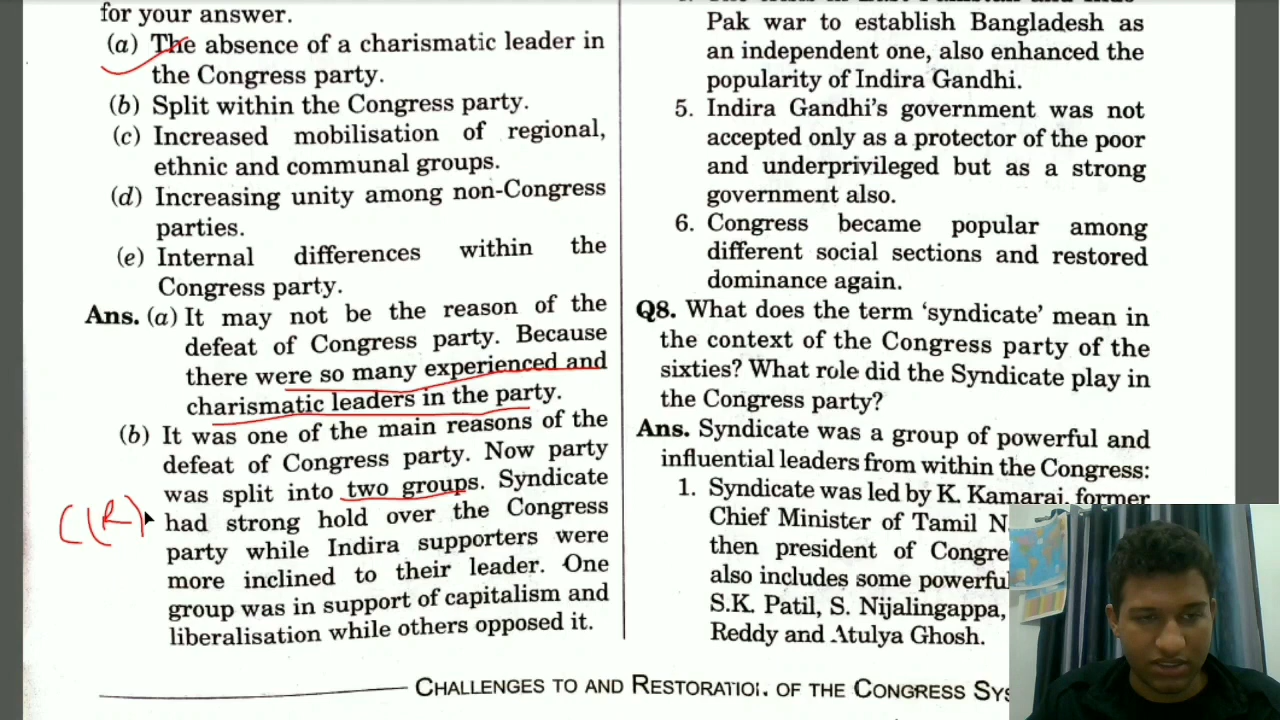 for your answer.
(a) The absence of a charismatic leader in
the Congress party.
(b) Split within the Congress party.
(c) Increased mobilisation of regional,
ethnic and communal groups.
(d) Increasing unity among non-Congress
parties.
(e) Internal differences within the
Congress party.
Ans. (a) It may not be the reason of the
defeat of Congress party. Because
there were so many experienced and
charismatic leaders in the party.
(b) It was one of the main reasons of the
defeat of Congress party. Now party
was split into two groups. Syndicate
had strong hold over the Congress
party while Indira supporters were
more inclined to their leader. One
group was in support of capitalism and
liberalisation while others opposed it.
C(R)
Pak war to establish Bangladesh as
an independent one, also enhanced the
popularity of Indira Gandhi.
5. Indira Gandhi's government was not
accepted only as a protector of the poor
and underprivileged but as a strong
government also.
6. Congress became popular among
different social sections and restored
dominance again.
Q8. What does the term 'syndicate' mean in
the context of the Congress party of the
sixties? What role did the Syndicate play in
the Congress party?
Ans. Syndicate was a group of powerful and
influential leaders from within the Congress:
1. Syndicate was led by K. Kamaraj, former
Chief Minister of Tamil N
then president of Congre
also includes some powerful
S.K. Patil, S. Nijalingappa,
Reddy and Atulya Ghosh.
CHALLENGES TO AND RESTORATION OF THE CONGRESS SYS